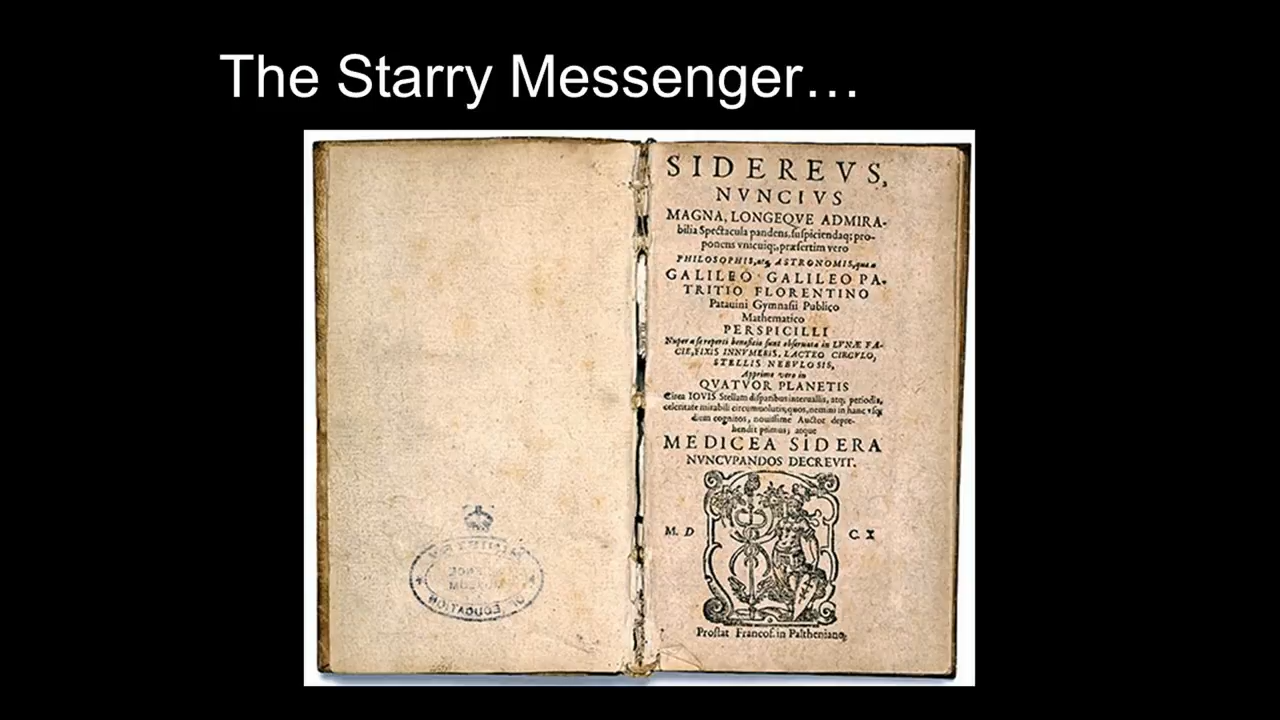 The Starry Messenger…
SIDEREVS,
NVNCIVS
MAGNA, LONGEQVE ADMIRA-
bilia Spectacula pandens, suspiciendaq; pro-
ponens vnicuiq;, præsertim vero
PHILOSOPHIS, atq; ASTRONOMIS, quæ a
GALILEO GALILEO PA-
TRITIO FLORENTINO
Patauini Gymnasii Publico
Mathematico
PERSPICILLI
Nuper a se reperti beneficio sunt obseruata in LVNÆ FA-
CIE, FIXIS INNVMERIS, LACTEO CIRCVLO,
STELLIS NEBVLOSIS,
Apprime vero in
QVATVOR PLANETIS
Circa IOVIS Stellam disparibus interuallis, atq; periodis,
celeritate mirabili circumuolutis; quos, nemini in hanc vsq;
diem cognitos, nouissime Auctor depre-
hendit primus; atque
MEDICEA SIDERA
NVNCVPANDOS DECREVIT.
M. D C. X
Prostat Francof. in Paltheniano.
OF EDUCATION